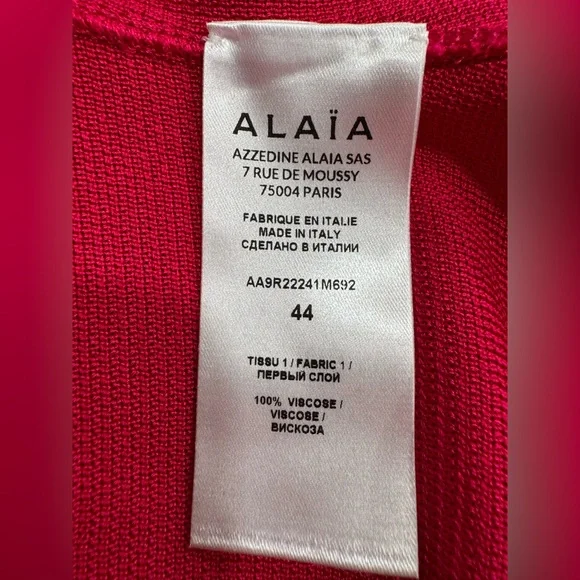 ALAÏA
AZZEDINE ALAIA SAS
7 RUE DE MOUSSY
75004 PARIS
FABRIQUE EN ITALIE
MADE IN ITALY
СДЕЛАНО В ИТАЛИИ
AA9R22241M692
44
TISSU 1 / FABRIC 1 /
ПЕРВЫЙ СЛОЙ
100% VISCOSE /
VISCOSE /
ВИСКОЗА